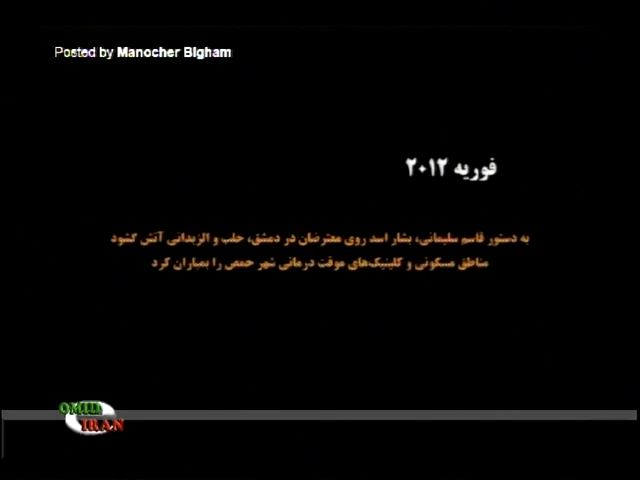 Posted by Manocher Bigham
فوریه ۲۰۱۲
به دستور قاسم سلیمانی، بشار اسد روی معترضان در دمشق، حلب و الزبدانی آتش گشود
مناطق مسکونی و کلینیک‌های موقت درمانی شهر حمص را بمباران کرد
OMID
IRAN